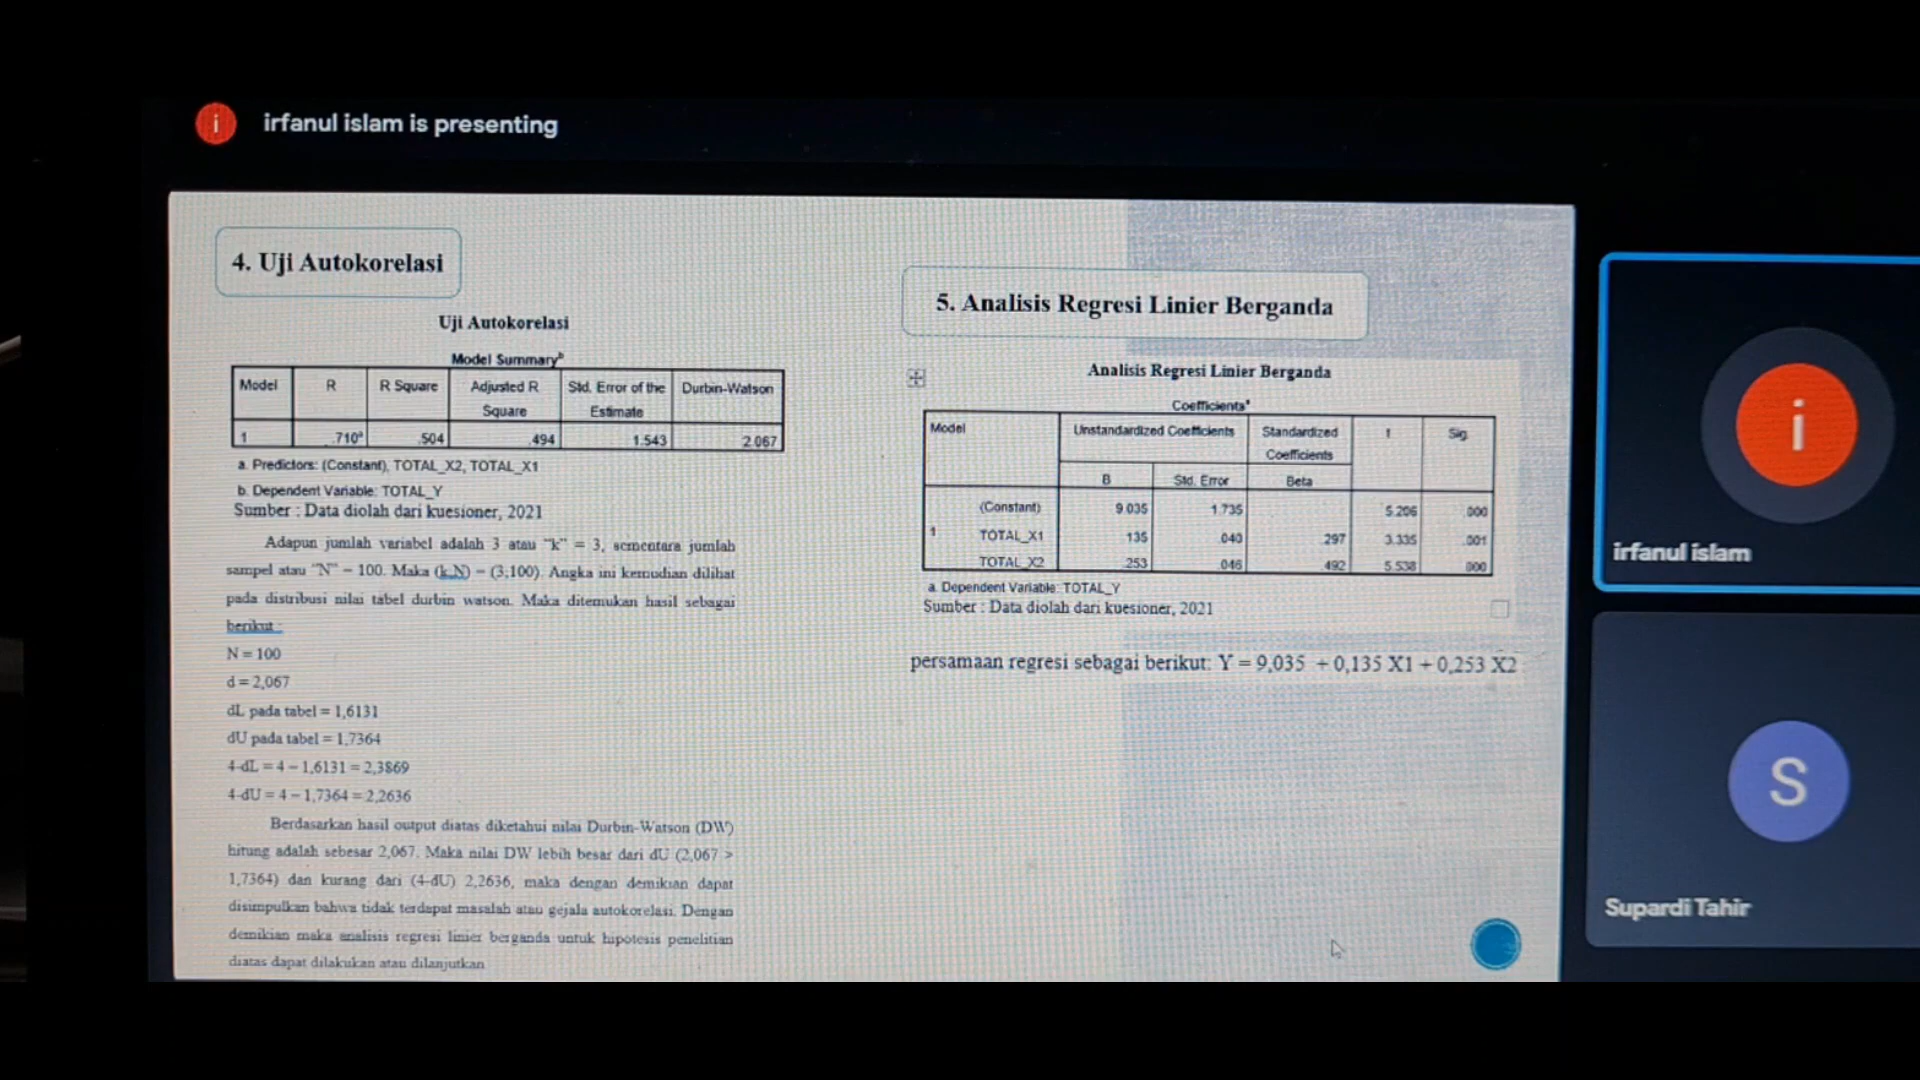 i irfanul islam is presenting
4. Uji Autokorelasi
Uji Autokorelasi
Model Summaryᵇ
Model R R Square Adjusted R Square Std. Error of the Estimate Durbin-Watson
1 .710ᵃ .504 .494 1.543 2.067
a. Predictors: (Constant), TOTAL_X2, TOTAL_X1
b. Dependent Variable: TOTAL_Y
Sumber : Data diolah dari kuesioner, 2021
Adapun jumlah variabel adalah 3 atau "k" = 3, sementara jumlah
sampel atau "N" = 100. Maka (k,N) = (3,100). Angka ini kemudian dilihat
pada distribusi nilai tabel durbin watson. Maka ditemukan hasil sebagai
berikut :
N = 100
d = 2,067
dL pada tabel = 1,6131
dU pada tabel = 1,7364
4-dL = 4 – 1,6131 = 2,3869
4-dU = 4 – 1,7364 = 2,2636
Berdasarkan hasil output diatas diketahui nilai Durbin-Watson (DW)
hitung adalah sebesar 2,067. Maka nilai DW lebih besar dari dU (2,067 >
1,7364) dan kurang dari (4-dU) 2,2636, maka dengan demikian dapat
disimpulkan bahwa tidak terdapat masalah atau gejala autokorelasi. Dengan
demikian maka analisis regresi linier berganda untuk hipotesis penelitian
diatas dapat dilakukan atau dilanjutkan
5. Analisis Regresi Linier Berganda
Analisis Regresi Linier Berganda
Coefficientsᵃ
Model Unstandardized Coefficients Standardized Coefficients t Sig.
B Std. Error Beta
(Constant) 9.035 1.735 5.206 .000
1 TOTAL_X1 .135 .040 .297 3.335 .001
TOTAL_X2 .253 .046 .492 5.538 .000
a. Dependent Variable: TOTAL_Y
Sumber : Data diolah dari kuesioner, 2021
persamaan regresi sebagai berikut: Y = 9,035 + 0,135 X1 + 0,253 X2
i
irfanul islam
S
Supardi Tahir